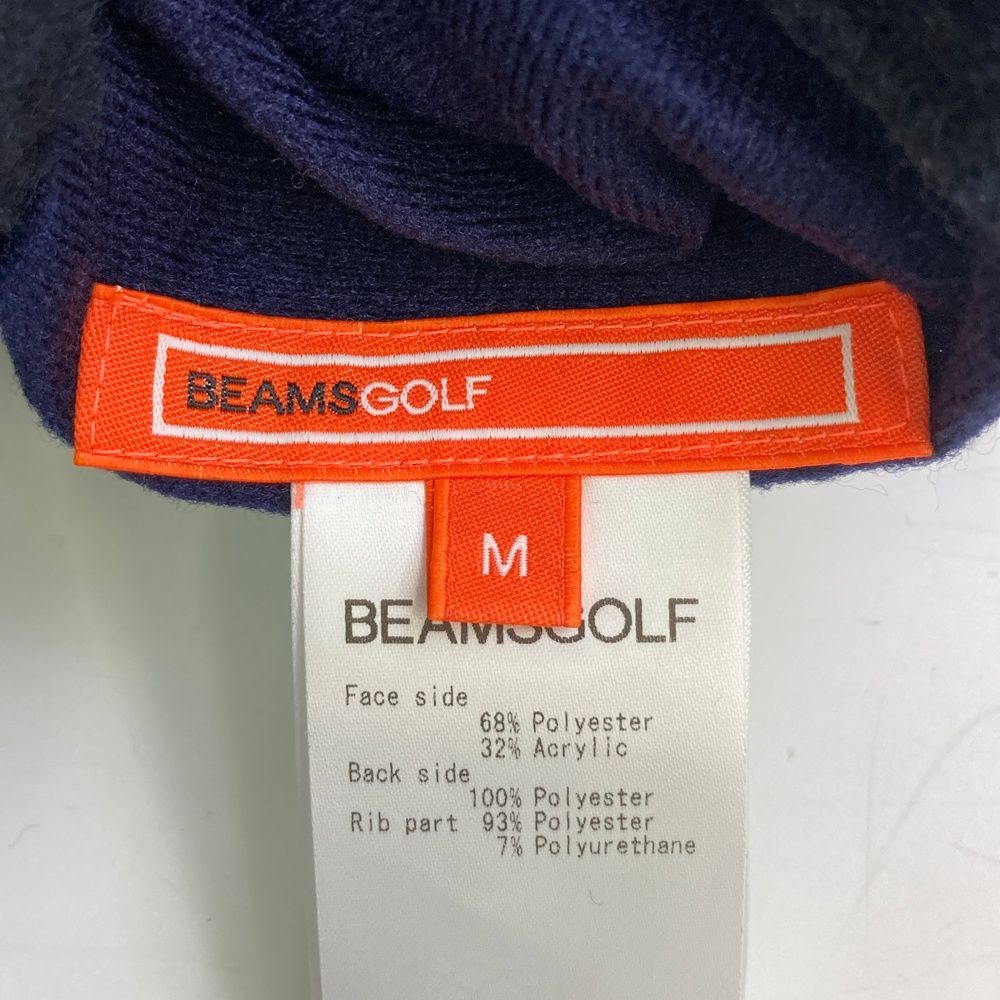 BEAMSGOLF
M
BEAMSGOLF
Face side
68% Polyester
32% Acrylic
Back side
100% Polyester
Rib part 93% Polyester
7% Polyurethane